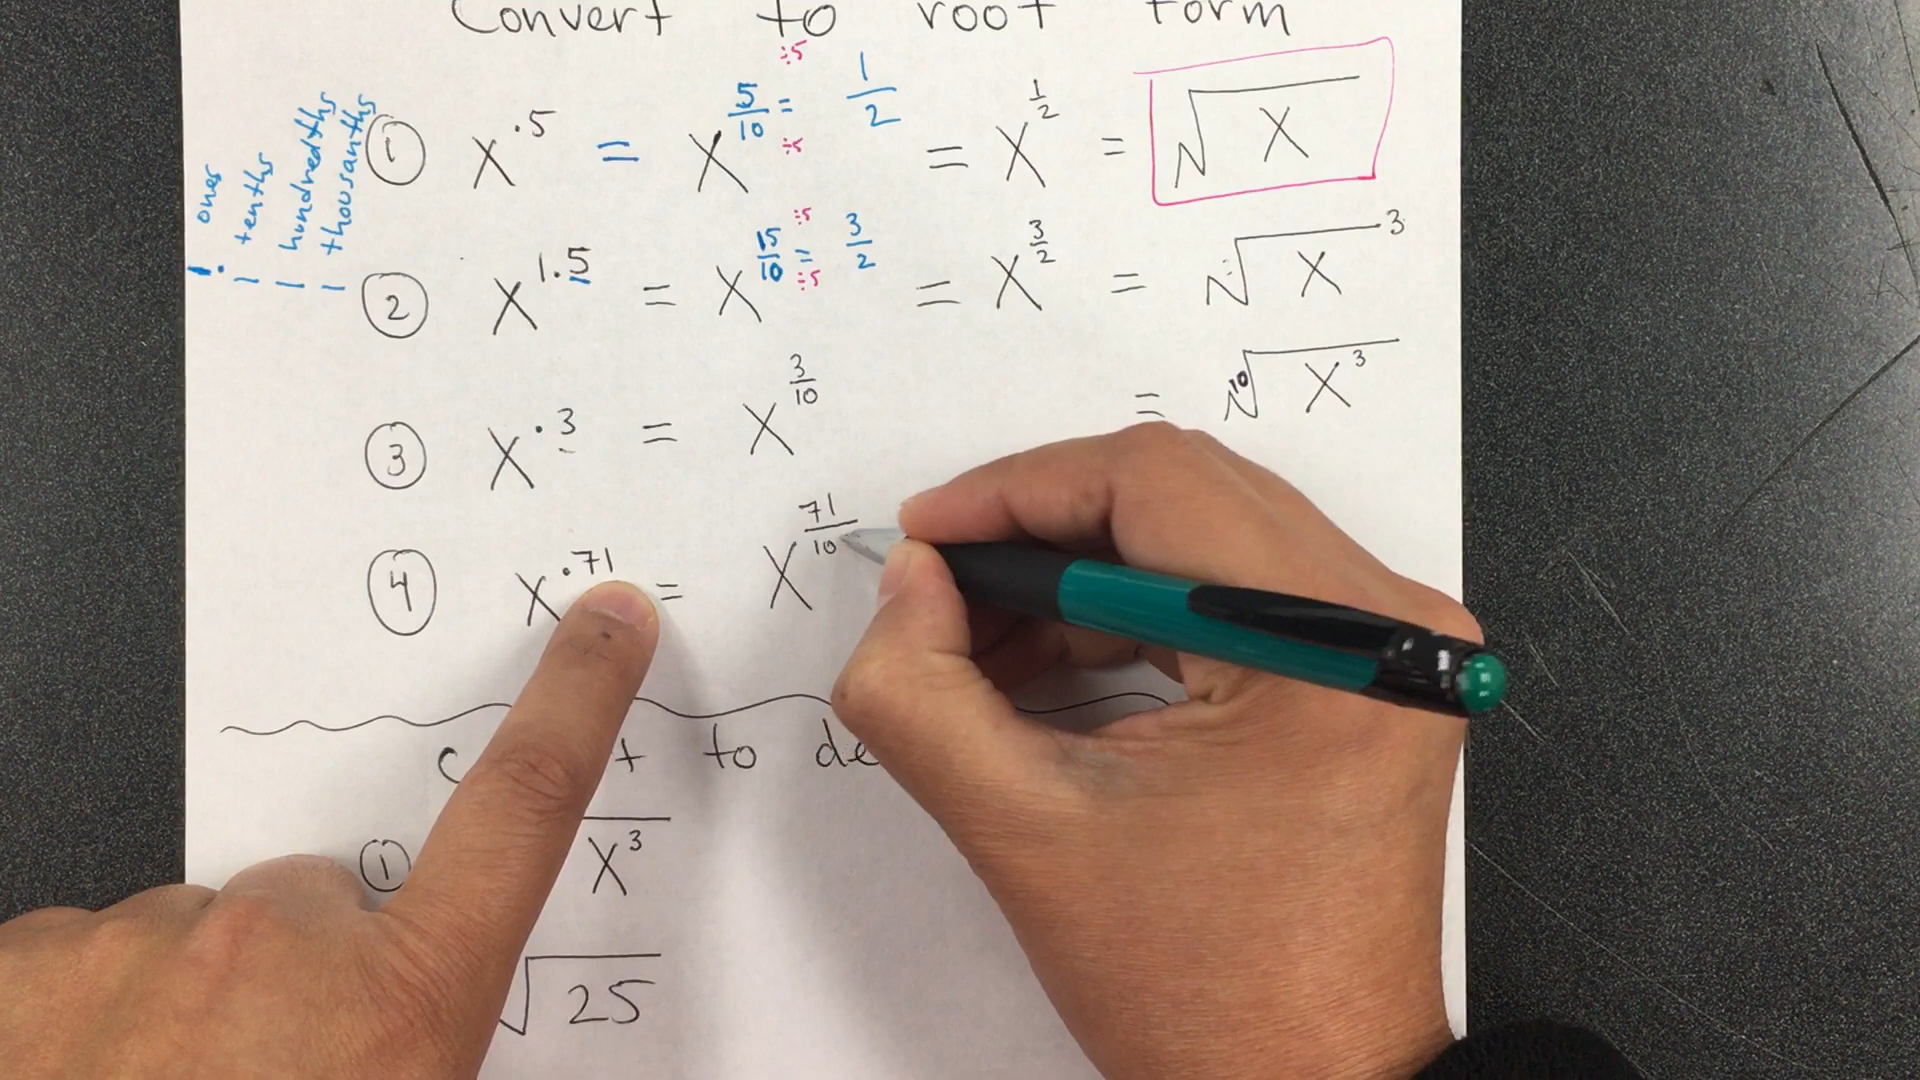 Convert to root form
ones
tenths
hundredths
thousanths
① X^.5 = X^5/10 ÷5 ÷5 = 1/2 = X^1/2 = √X
② X^1.5 = X^15/10 ÷5 ÷5 = 3/2 = X^3/2 = √X^3
③ X^.3 = X^3/10 = 10√X^3
④ X^.71 = X^71/10
to
① X^3
√25